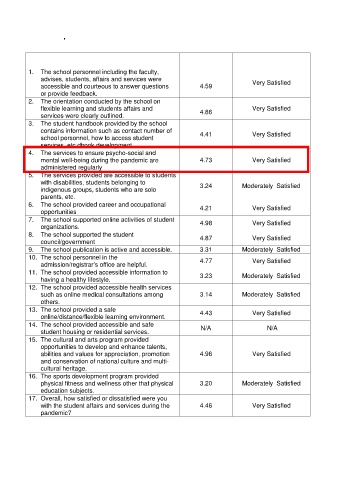 1. The school personnel including the faculty,
advises, students, affairs and services were
accessible and courteous to answer questions
or provide feedback.
4.59
Very Satisfied
2. The orientation conducted by the school on
flexible learning and students affairs and
services were clearly outlined.
4.86
Very Satisfied
3. The student handbook provided by the school
contains information such as contact number of
school personnel, how to access student
services, etc.
4.41
Very Satisfied
4. The services to ensure psycho-social and
mental well-being during the pandemic are
administered regularly
4.73
Very Satisfied
5. The services provided are accessible to students
with disabilities, students belonging to
indigenous groups, students who are solo
parents, etc.
3.24
Moderately Satisfied
6. The school provided career and occupational
opportunities
4.21
Very Satisfied
7. The school supported online activities of student
organizations.
4.98
Very Satisfied
8. The school supported the student
council/government
4.87
Very Satisfied
9. The school publication is active and accessible.
3.31
Moderately Satisfied
10. The school personnel in the
admission/registrar's office are helpful.
4.77
Very Satisfied
11. The school provided accessible information to
having a healthy lifestyle.
3.23
Moderately Satisfied
12. The school provided accessible health services
such as online medical consultations among
others.
3.14
Moderately Satisfied
13. The school provided a safe
online/distance/flexible learning environment.
4.43
Very Satisfied
14. The school provided accessible and safe
student housing or residential services.
N/A
N/A
15. The cultural and arts program provided
opportunities to develop and enhance talents,
abilities and values for appreciation, promotion
and conservation of national culture and multi-
cultural heritage.
4.96
Very Satisfied
16. The sports development program provided
physical fitness and wellness other that physical
education subjects.
3.20
Moderately Satisfied
17. Overall, how satisfied or dissatisfied were you
with the student affairs and services during the
pandemic?
4.46
Very Satisfied